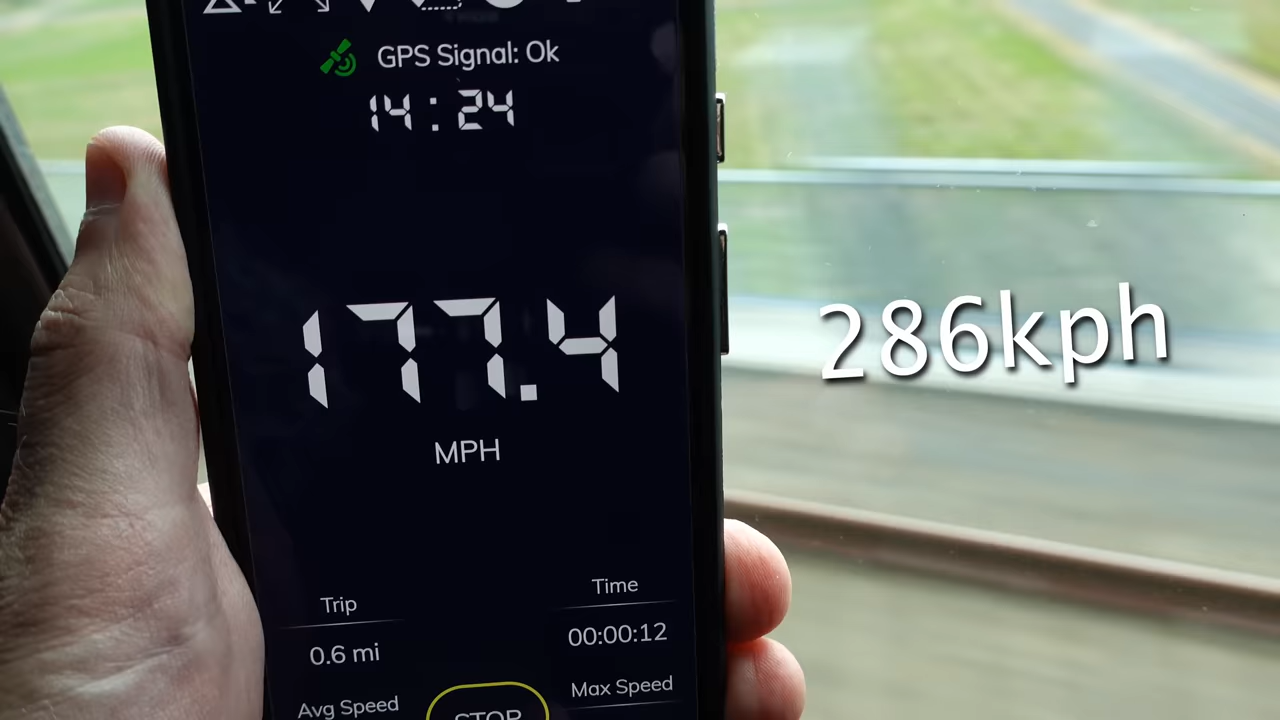 GPS Signal: Ok
14:24
177.4
MPH
286kph
Trip
Time
0.6 mi
00:00:12
Avg Speed
STOP
Max Speed